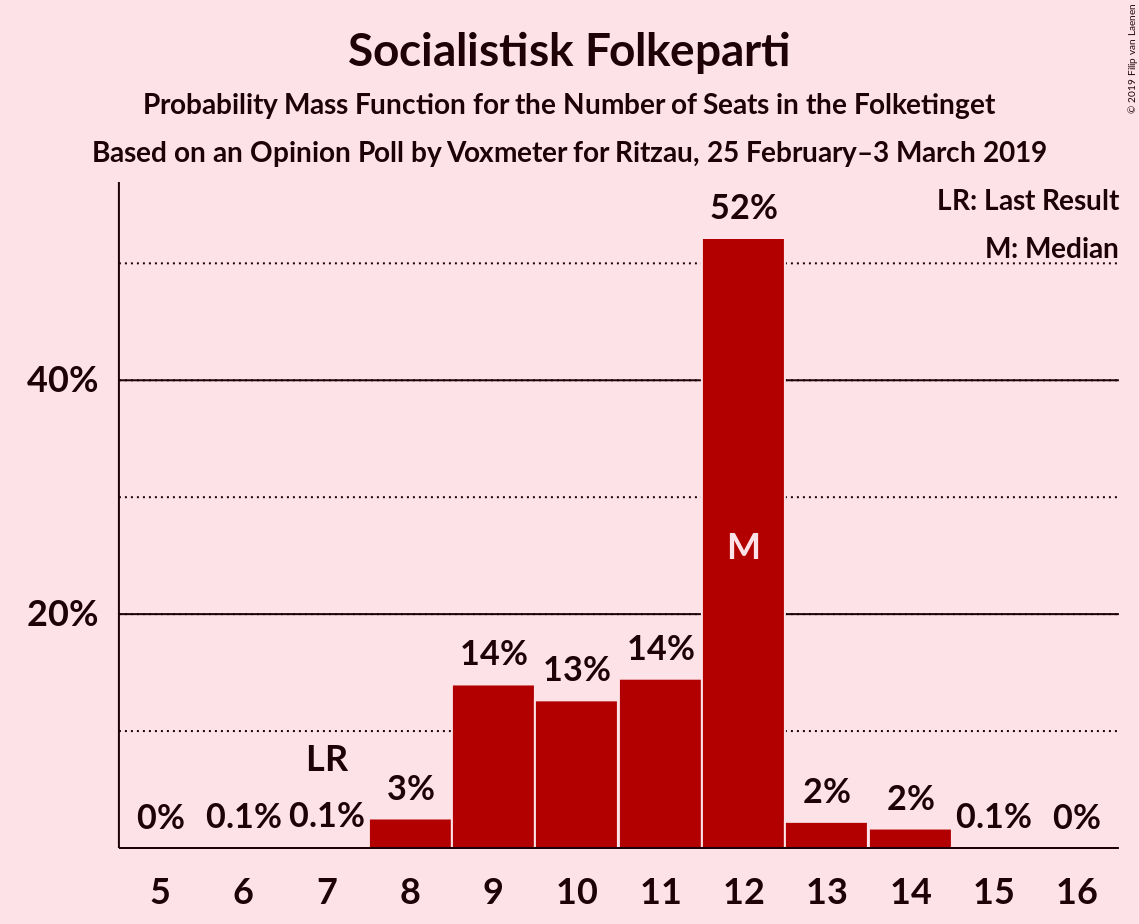 Socialistisk Folkeparti
Probability Mass Function for the Number of Seats in the Folketinget
Based on an Opinion Poll by Voxmeter for Ritzau, 25 February–3 March 2019
© 2019 Filip van Laenen
LR: Last Result
M: Median
52%
40%
M
20%
14%
13%
14%
LR
0%
0.1%
0.1%
3%
2%
2%
0.1%
0%
5 6 7 8 9 10 11 12 13 14 15 16